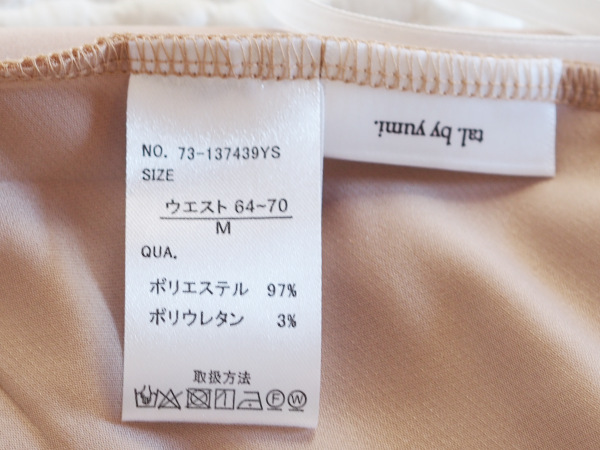 NO. 73-137439YS
SIZE
ウエスト 64~70
M
QUA.
ポリエステル 97%
ポリウレタン 3%
取扱方法
F W
tal. by yumi.